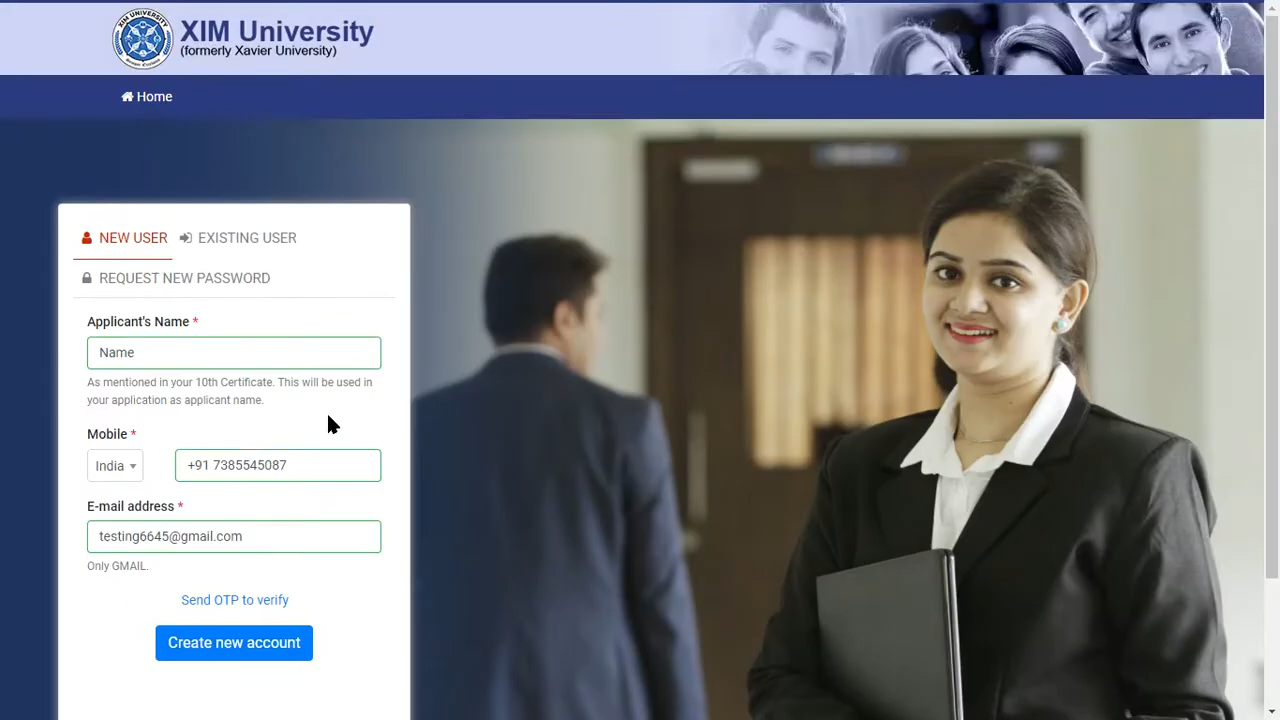 XIM UNIVERSITY
XIM University
(formerly Xavier University)
Home
NEW USER
EXISTING USER
REQUEST NEW PASSWORD
Applicant's Name *
Name
As mentioned in your 10th Certificate. This will be used in
your application as applicant name.
Mobile *
India
+91 7385545087
E-mail address *
testing6645@gmail.com
Only GMAIL.
Send OTP to verify
Create new account